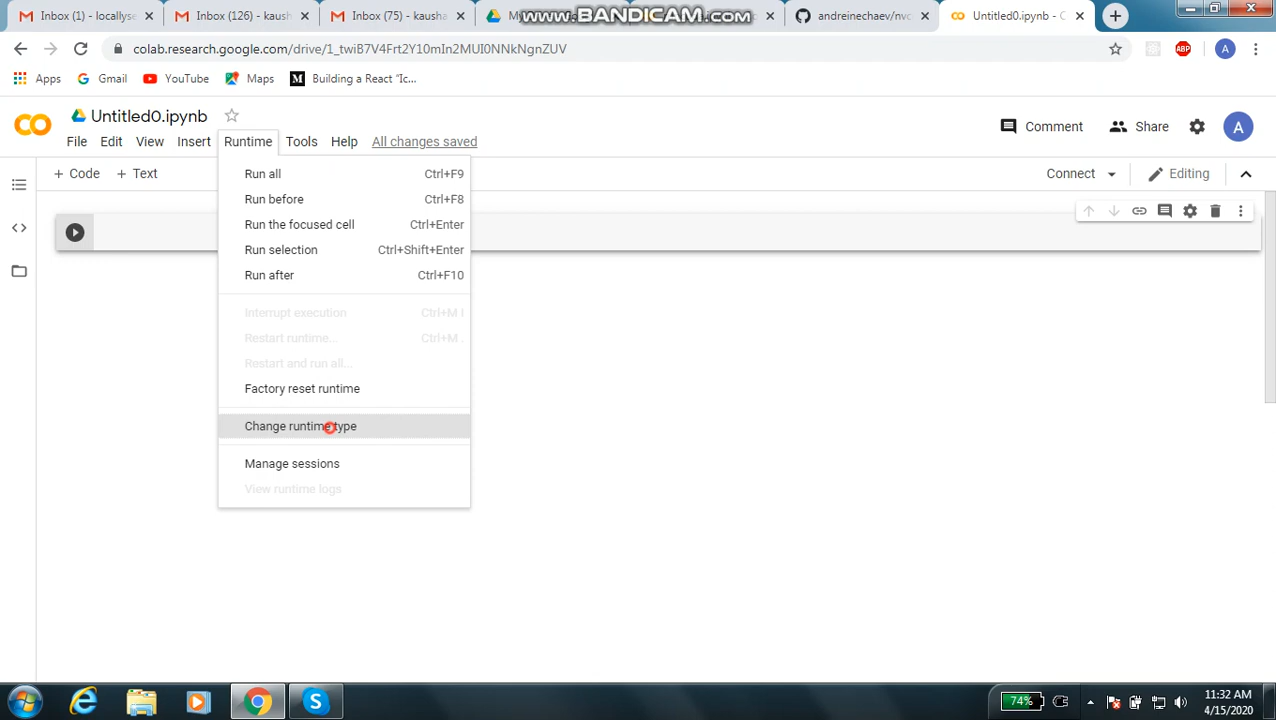 Inbox (1) - locallyse
Inbox (126) - kaush
Inbox (75) - kausha
My
www.BANDICAM.com
andreinechaev/nvc
Untitled0.ipynb - C
colab.research.google.com/drive/1_twiB7V4Frt2Y10mIn2MUI0NNkNgnZUV
ABP
A
Apps
Gmail
YouTube
Maps
M Building a React "Ic...
Untitled0.ipynb
Comment
Share
A
File Edit View Insert Runtime Tools Help All changes saved
+ Code + Text
Connect
Editing
Run all Ctrl+F9
Run before Ctrl+F8
Run the focused cell Ctrl+Enter
Run selection Ctrl+Shift+Enter
Run after Ctrl+F10
Interrupt execution Ctrl+M I
Restart runtime... Ctrl+M .
Restart and run all...
Factory reset runtime
Change runtime type
Manage sessions
View runtime logs
74%
11:32 AM
4/15/2020